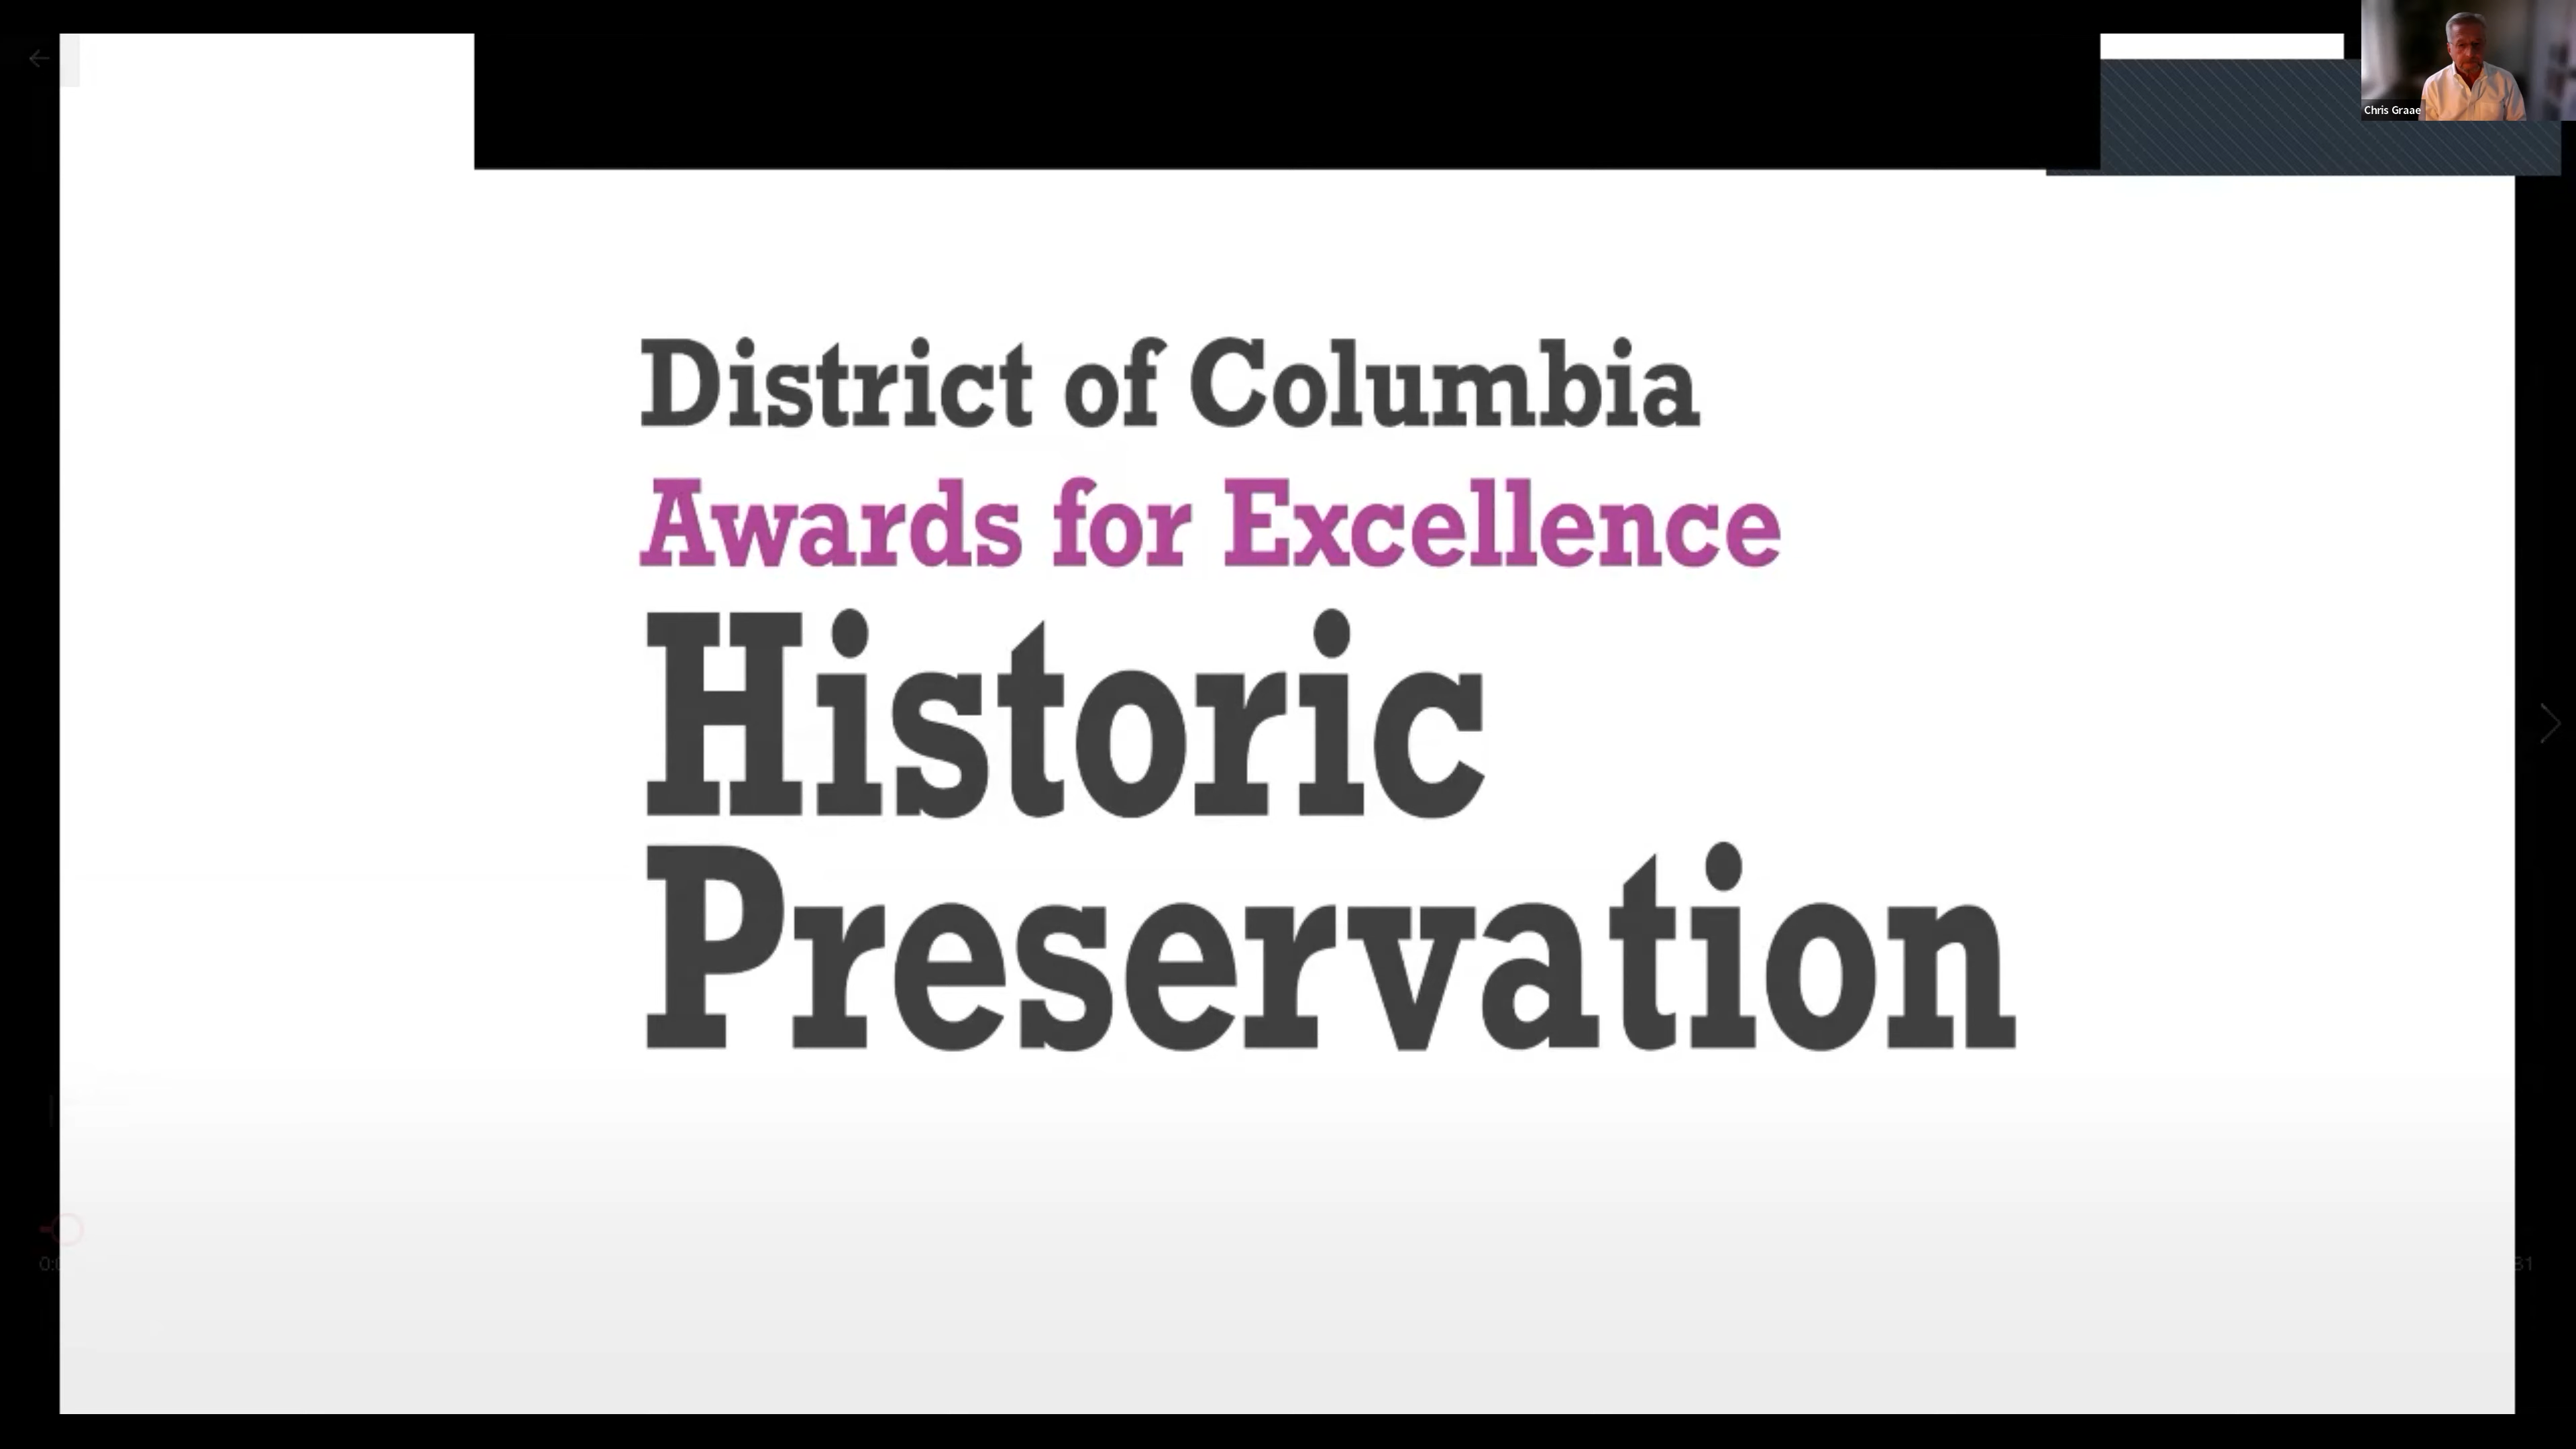 Chris Graae
District of Columbia
Awards for Excellence
Historic
Preservation